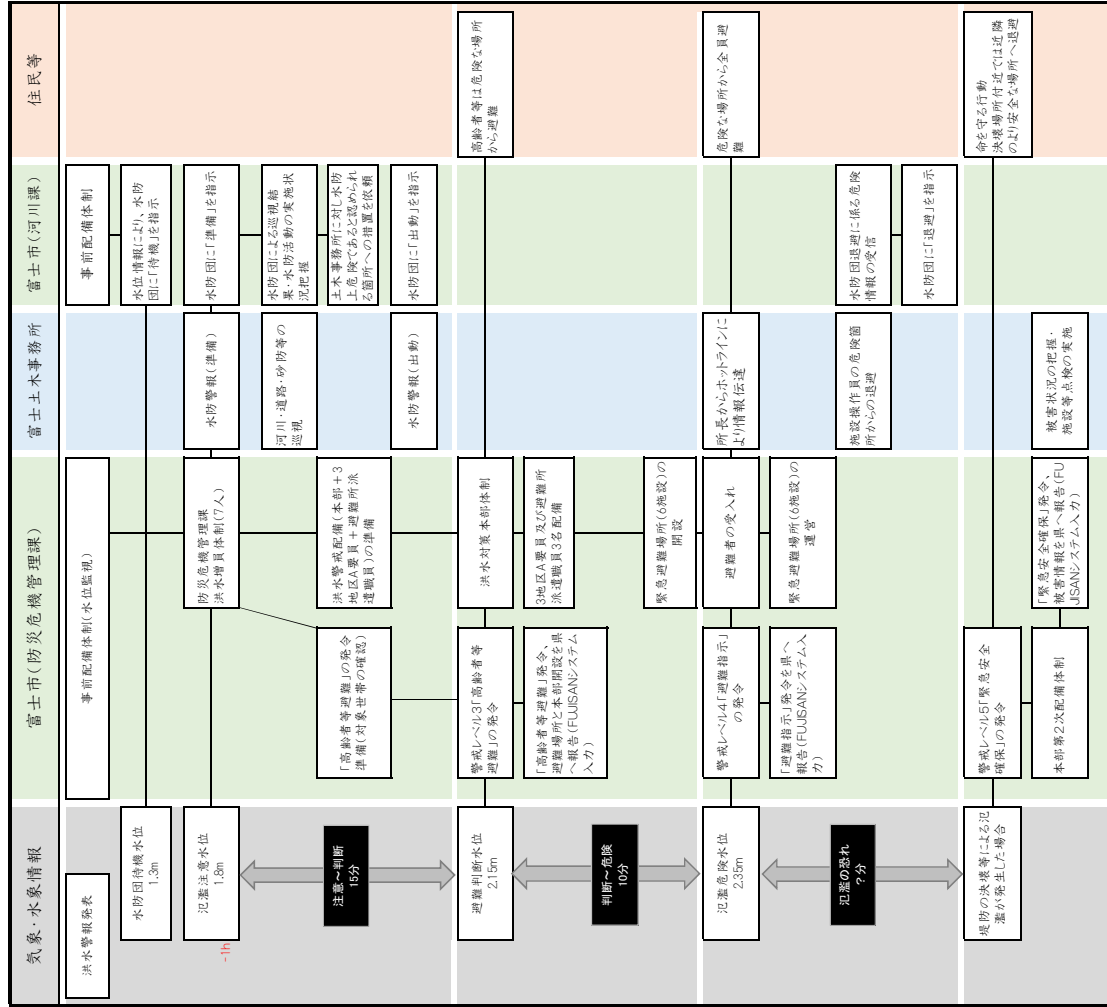 気象・水象情報
富士市(防災危機管理課)
富士土木事務所
富士市(河川課)
住民等
洪水警報発表
事前配備体制(水位監視)
事前配備体制
水防団待機水位
1.3m
水位情報により、水防
団に「待機」を指示
氾濫注意水位
1.8m
-1h
防災危機管理課
洪水増員体制(7人)
水防警報(準備)
水防団に「準備」を指示
河川・道路・砂防等の
巡視
水防団による巡視結
果・水防活動の実施状
況把握
注意~判断
15分
「高齢者等避難」の発令
準備(対象世帯の確認)
洪水警戒配備(本部+3
地区A要員+避難所派
遣職員)の準備
土木事務所に対し水防
上危険であると認められ
る箇所への措置を依頼
水防警報(出動)
水防団に「出動」を指示
避難判断水位
2.15m
警戒レベル3「高齢者等
避難」の発令
洪水対策本部体制
高齢者等は危険な場所
から避難
「高齢者等避難」発令、
避難場所と本部開設を県
へ報告(FUJISANシステム
入力)
3地区A要員及び避難所
派遣職員3名配備
判断~危険
10分
緊急避難場所(6施設)の
開設
氾濫危険水位
2.35m
警戒レベル4「避難指示」
の発令
避難者の受入れ
所長からホットラインに
より情報伝達
危険な場所から全員避
難
「避難指示」発令を県へ
報告(FUJISANシステム入
力)
緊急避難場所(6施設)の
運営
氾濫の恐れ
?分
施設操作員の危険箇
所からの退避
水防団退避に係る危険
情報の受信
水防団に「退避」を指示
堤防の決壊等による氾
濫が発生した場合
警戒レベル5「緊急安全
確保」の発令
命を守る行動
決壊場所付近では近隣
のより安全な場所へ退避
本部第2次配備体制
「緊急安全確保」発令、
被害情報を県へ報告(FU
JISANシステム入力)
被害状況の把握・
施設等点検の実施